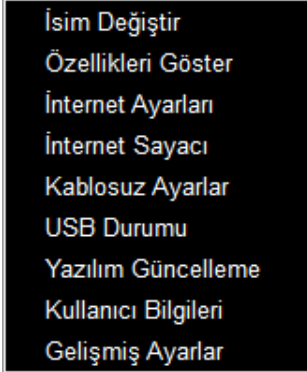 İsim Değiştir
Özellikleri Göster
İnternet Ayarları
İnternet Sayacı
Kablosuz Ayarlar
USB Durumu
Yazılım Güncelleme
Kullanıcı Bilgileri
Gelişmiş Ayarlar